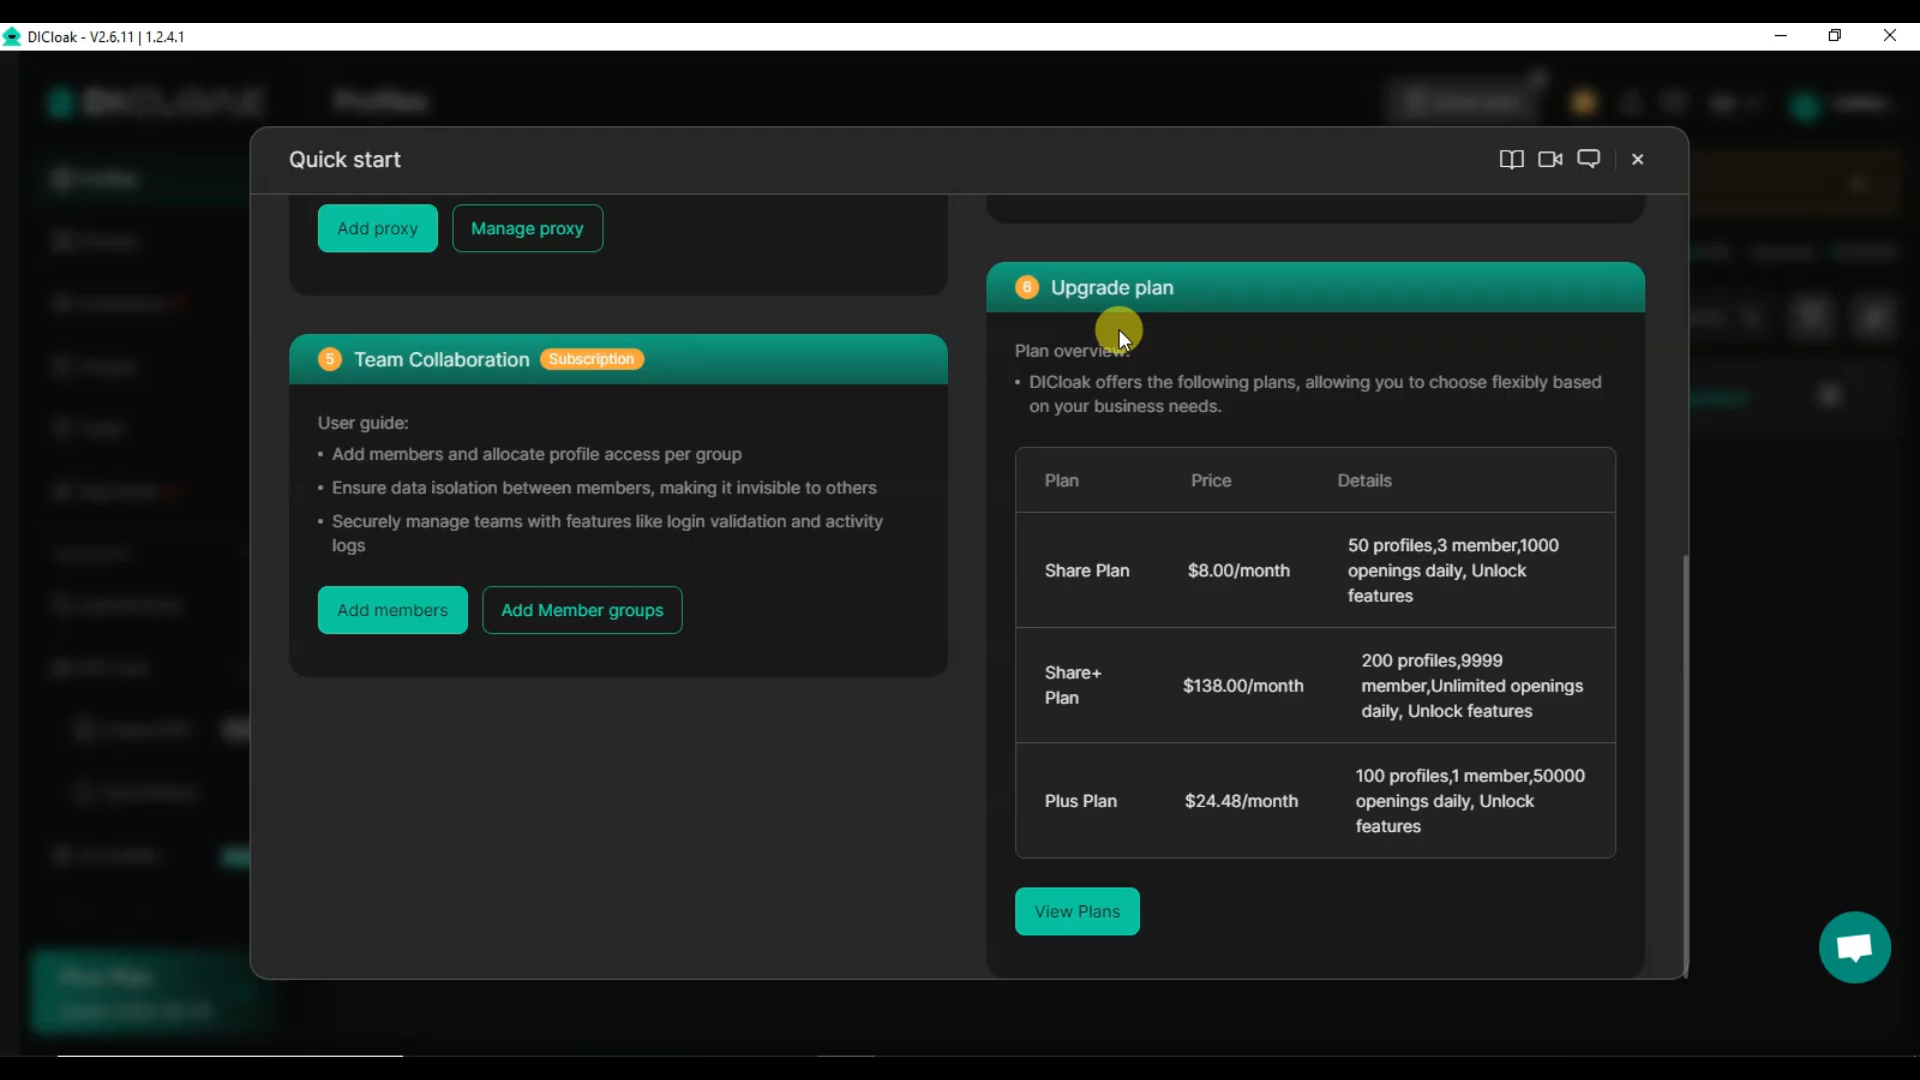 DICloak - V2.6.11 | 1.2.4.1
Profiles
Quick start
Add proxy
Manage proxy
5 Team Collaboration Subscription
User guide:
• Add members and allocate profile access per group
• Ensure data isolation between members, making it invisible to others
• Securely manage teams with features like login validation and activity
logs
Add members
Add Member groups
6 Upgrade plan
Plan overview:
• DICloak offers the following plans, allowing you to choose flexibly based
on your business needs.
Plan Price Details
Share Plan $8.00/month 50 profiles,3 member,1000
openings daily, Unlock
features
Share+
Plan $138.00/month 200 profiles,9999
member,Unlimited openings
daily, Unlock features
Plus Plan $24.48/month 100 profiles,1 member,50000
openings daily, Unlock
features
View Plans